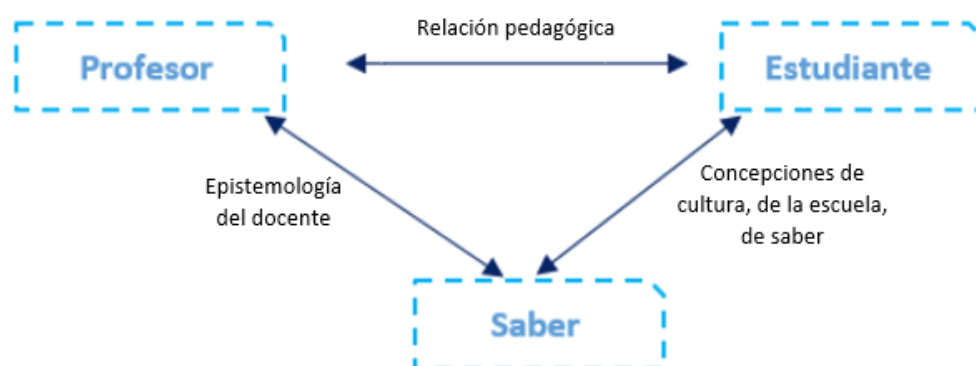 Relación pedagógica
Profesor
Estudiante
Epistemología
del docente
Concepciones de
cultura, de la escuela,
de saber
Saber